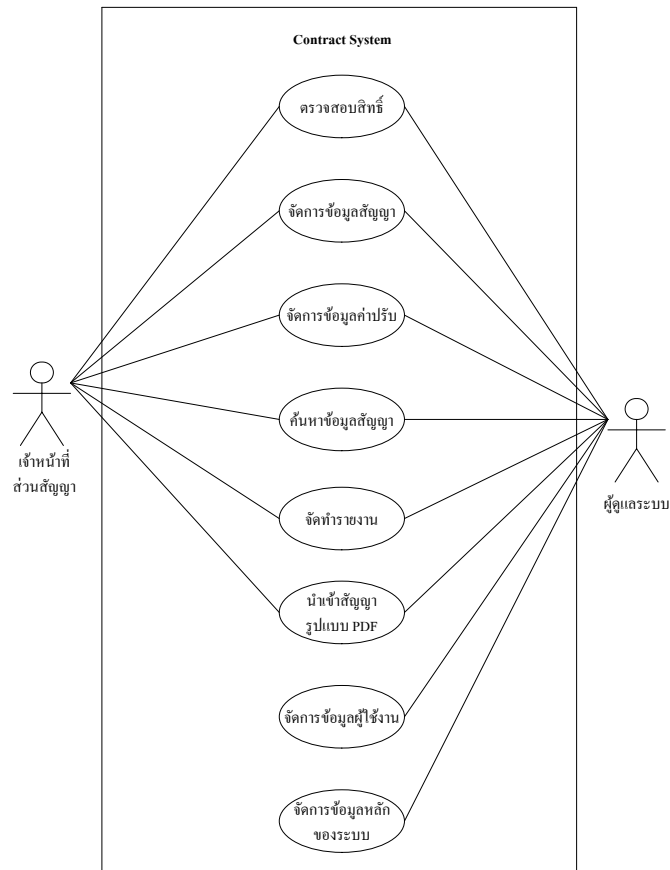 Contract System
ตรวจสอบสิทธิ์
จัดการข้อมูลสัญญา
จัดการข้อมูลค่าปรับ
ค้นหาข้อมูลสัญญา
จัดทำรายงาน
นำเข้าสัญญา
รูปแบบ PDF
จัดการข้อมูลผู้ใช้งาน
จัดการข้อมูลหลัก
ของระบบ
เจ้าหน้าที่
ส่วนสัญญา
ผู้ดูแลระบบ